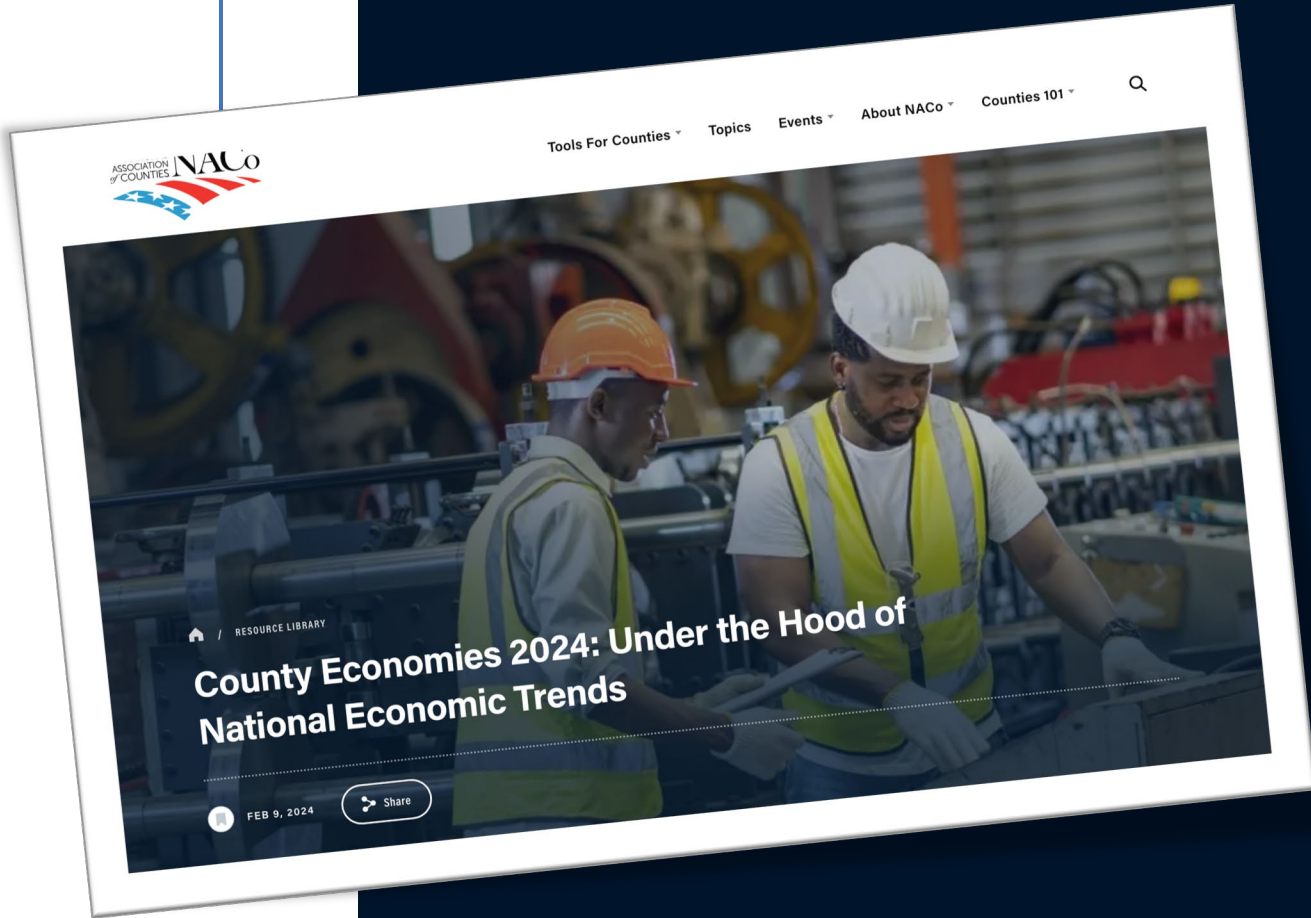 ASSOCIATION
of COUNTIES NACo
Tools For Counties Topics Events About NACo Counties 101
/ RESOURCE LIBRARY
County Economies 2024: Under the Hood of
National Economic Trends
FEB 9, 2024 Share